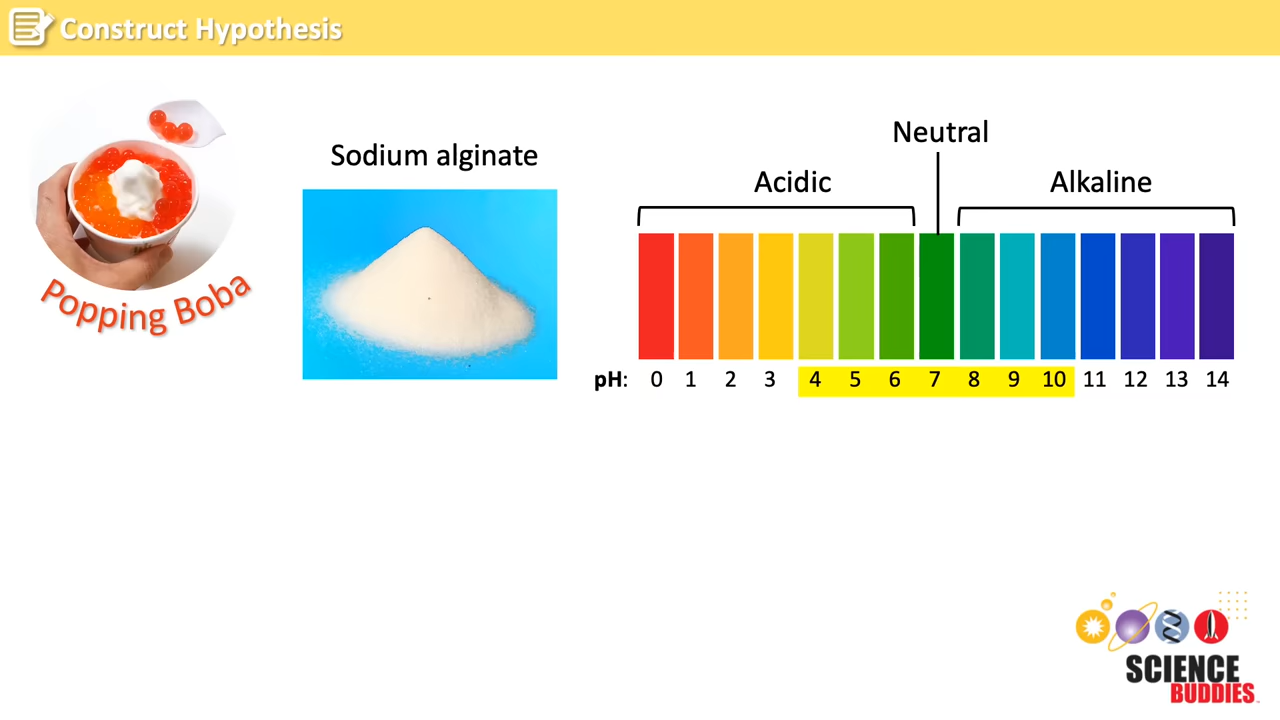 Construct Hypothesis
Popping Boba
Sodium alginate
Neutral
Acidic
Alkaline
pH: 0 1 2 3 4 5 6 7 8 9 10 11 12 13 14
SCIENCE
BUDDIES